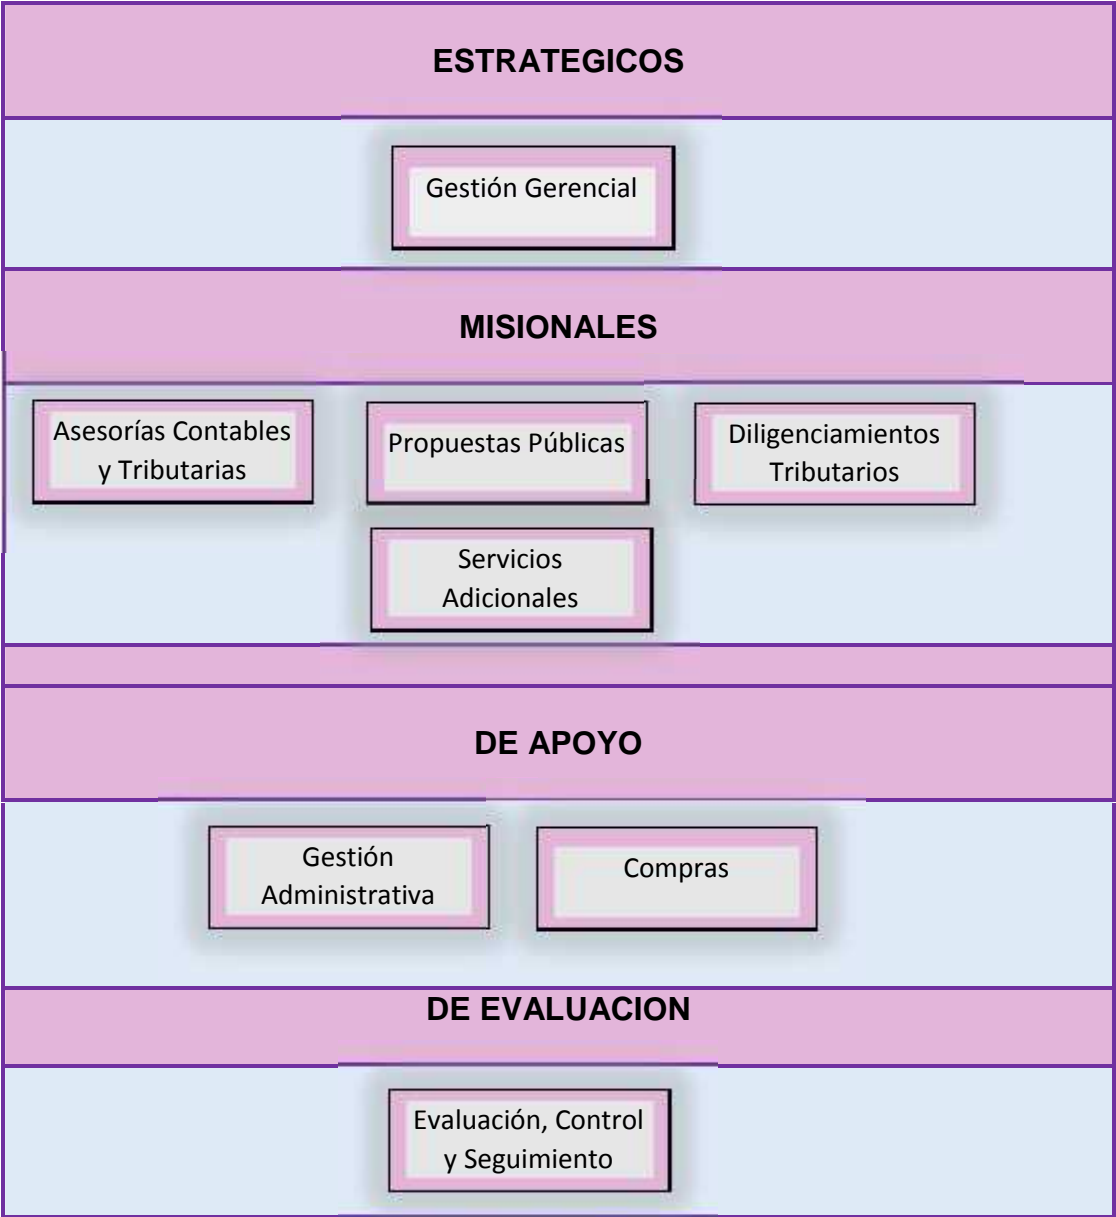 ESTRATEGICOS
Gestión Gerencial
MISIONALES
Asesorías Contables
y Tributarias
Propuestas Públicas
Diligenciamientos
Tributarios
Servicios
Adicionales
DE APOYO
Gestión
Administrativa
Compras
DE EVALUACION
Evaluación, Control
y Seguimiento